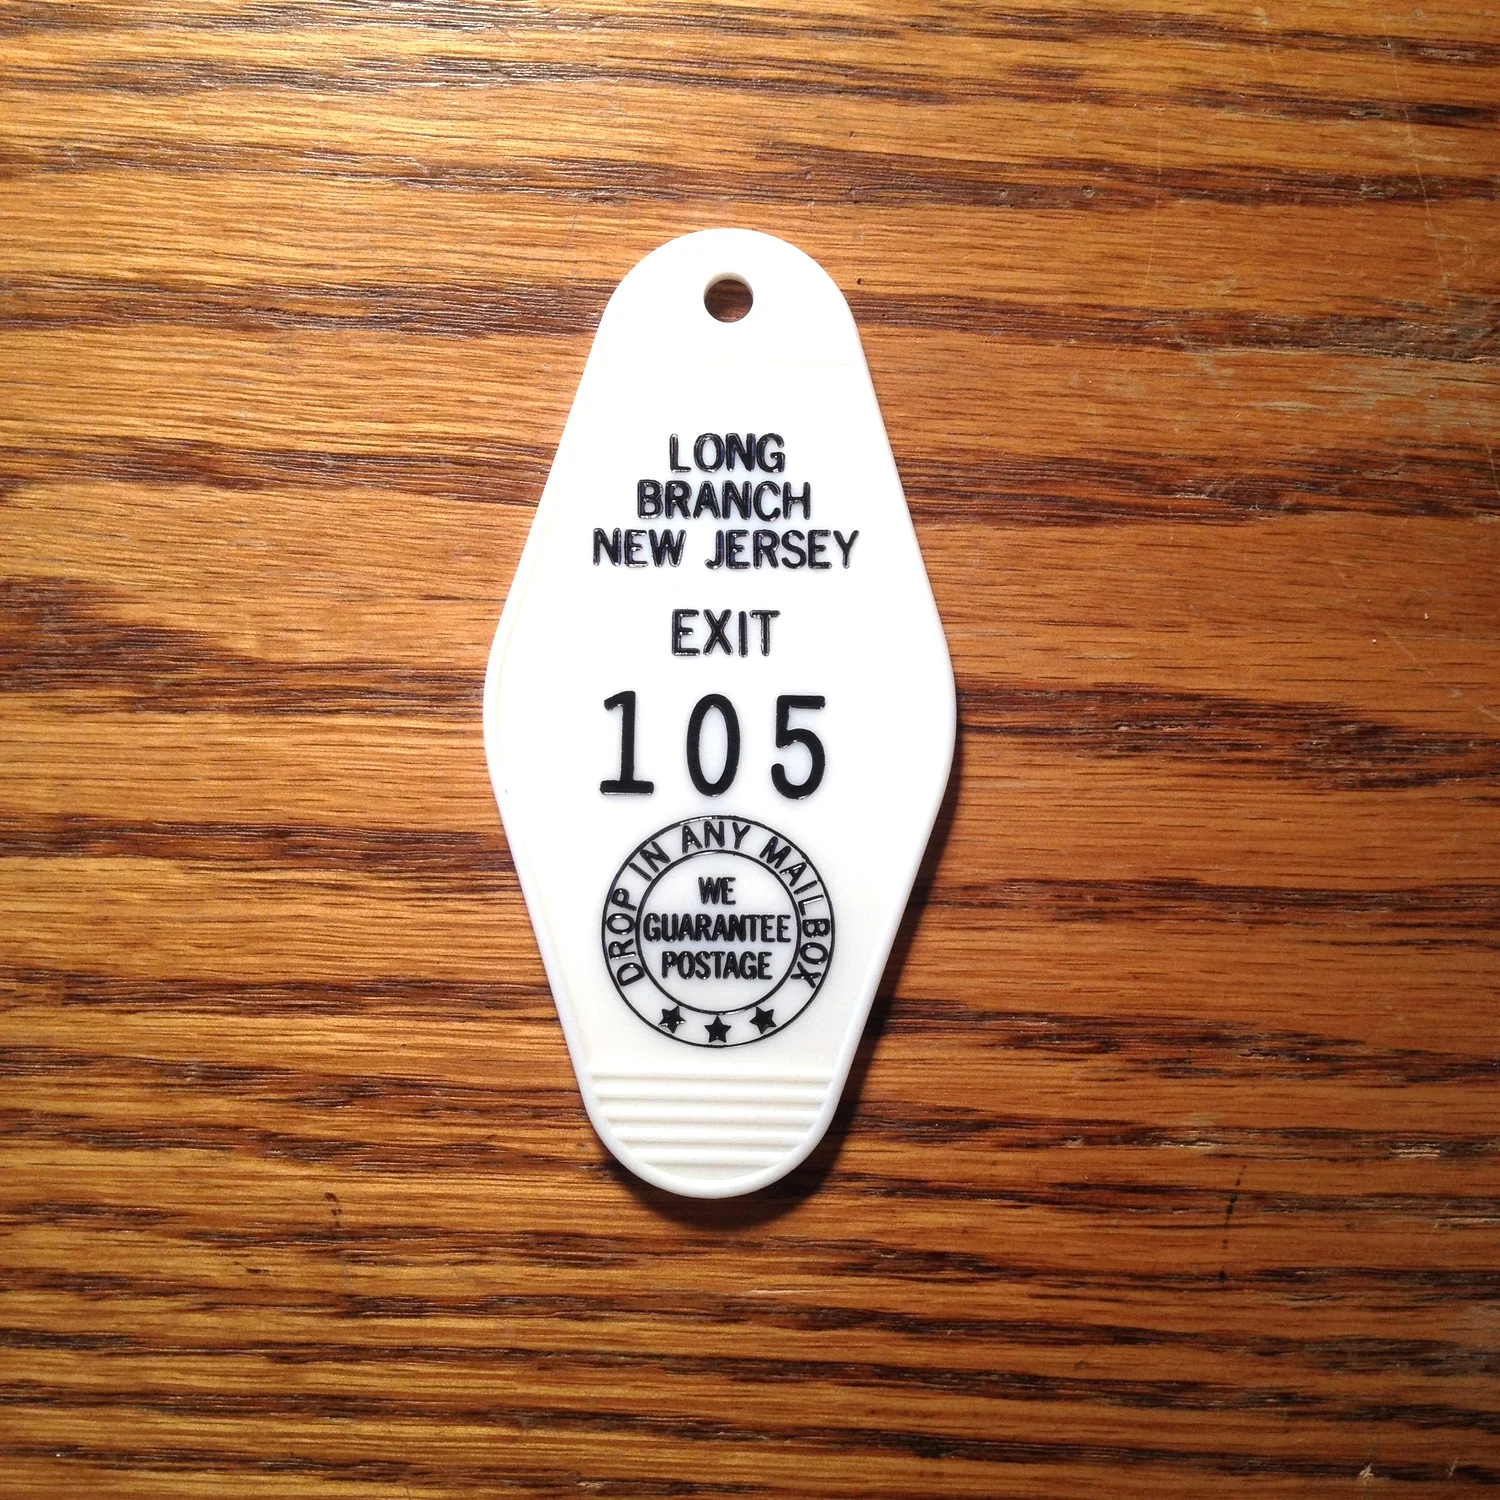 LONG
BRANCH
NEW JERSEY
EXIT
105
DROP IN ANY MAILBOX
WE
GUARANTEE
POSTAGE